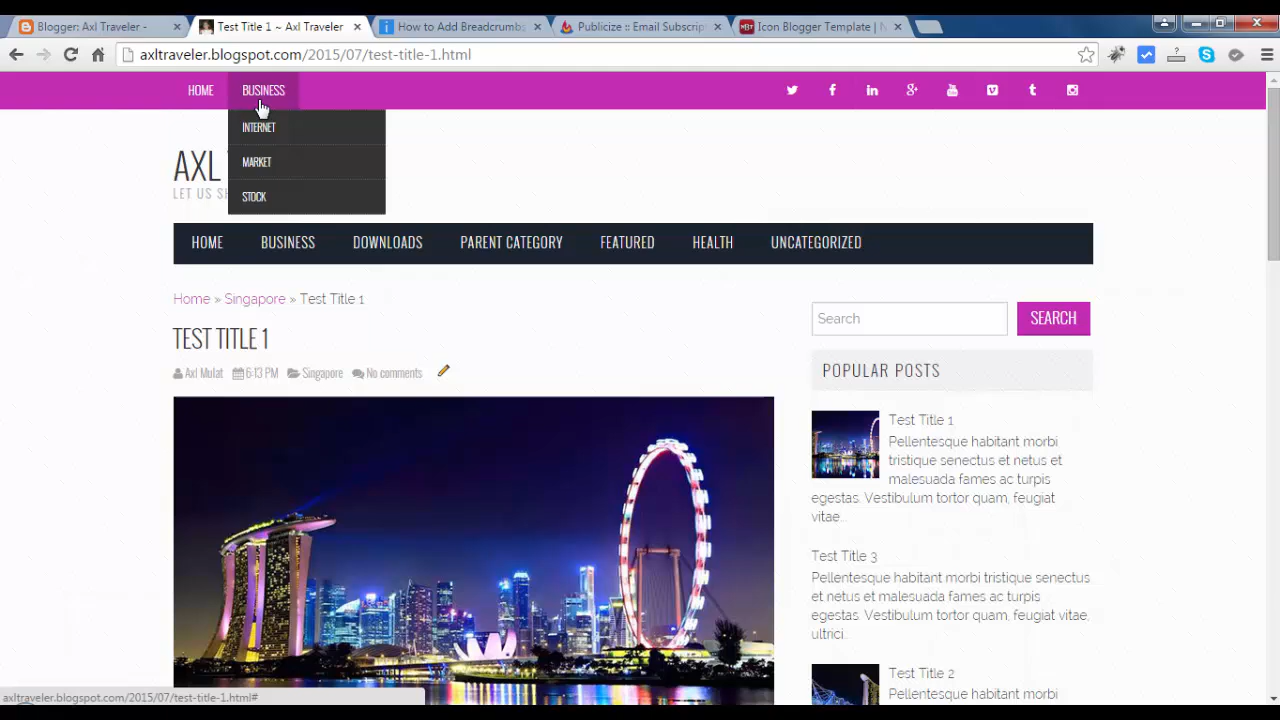 Blogger: Axl Traveler -
Test Title 1 ~ Axl Traveler
How to Add Breadcrumbs
Publicize :: Email Subscrip
Icon Blogger Template | N
axltraveler.blogspot.com/2015/07/test-title-1.html
HOME BUSINESS
INTERNET
MARKET
STOCK
AXL
LET US SH
HOME BUSINESS DOWNLOADS PARENT CATEGORY FEATURED HEALTH UNCATEGORIZED
Home » Singapore » Test Title 1
TEST TITLE 1
Axl Mulat 6:13 PM Singapore No comments
Search SEARCH
POPULAR POSTS
Test Title 1
Pellentesque habitant morbi
tristique senectus et netus et
malesuada fames ac turpis
egestas. Vestibulum tortor quam, feugiat
vitae...
Test Title 3
Pellentesque habitant morbi tristique senectus
et netus et malesuada fames ac turpis
egestas. Vestibulum tortor quam, feugiat vitae,
ultrici...
Test Title 2
Pellentesque habitant morbi
axltraveler.blogspot.com/2015/07/test-title-1.html#